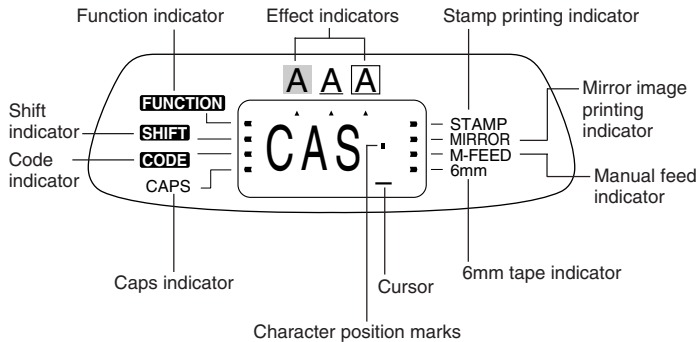 Function indicator
Effect indicators
Stamp printing indicator
A A A
FUNCTION
SHIFT
CODE
CAPS
CAS
STAMP
MIRROR
M-FEED
6mm
Shift
indicator
Code
indicator
Mirror image
printing
indicator
Manual feed
indicator
Caps indicator
Cursor
6mm tape indicator
Character position marks